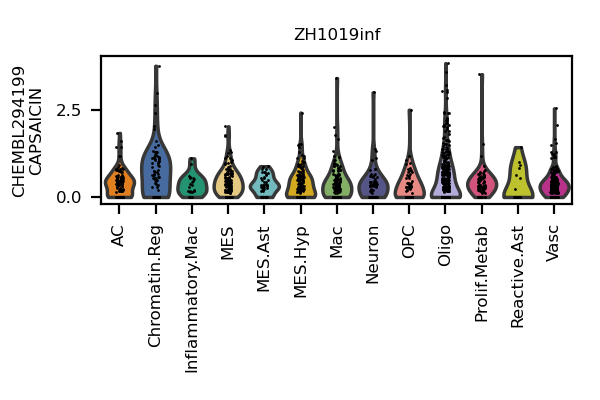 ZH1019inf
CHEMBL294199
CAPSAICIN
2.5
0.0
AC
Chromatin.Reg
Inflammatory.Mac
MES
MES.Ast
MES.Hyp
Mac
Neuron
OPC
Oligo
Prolif.Metab
Reactive.Ast
Vasc